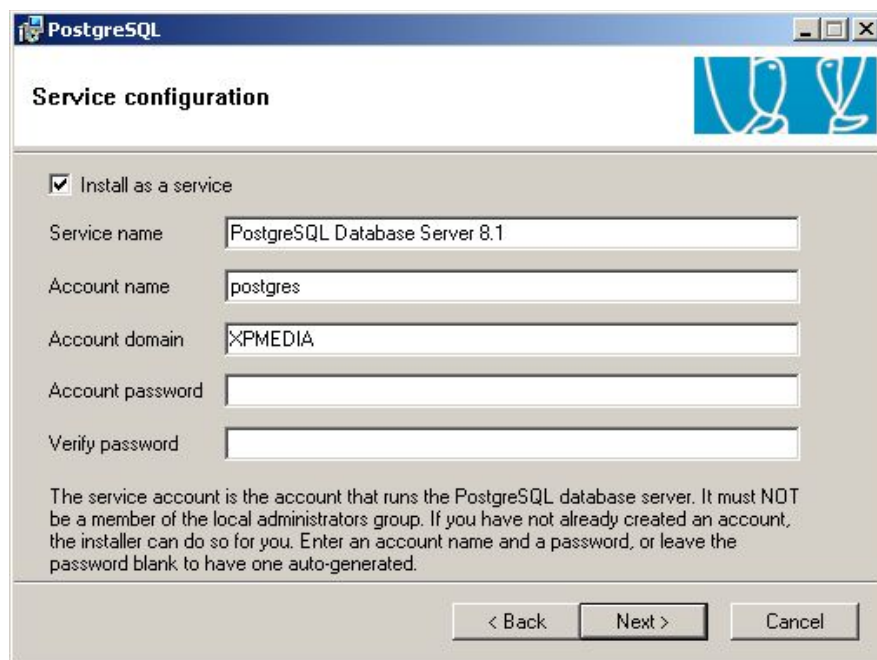 PostgreSQL
Service configuration
Install as a service
Service name PostgreSQL Database Server 8.1
Account name postgres
Account domain XPMEDIA
Account password
Verify password
The service account is the account that runs the PostgreSQL database server. It must NOT
be a member of the local administrators group. If you have not already created an account,
the installer can do so for you. Enter an account name and a password, or leave the
password blank to have one auto-generated.
< Back Next > Cancel